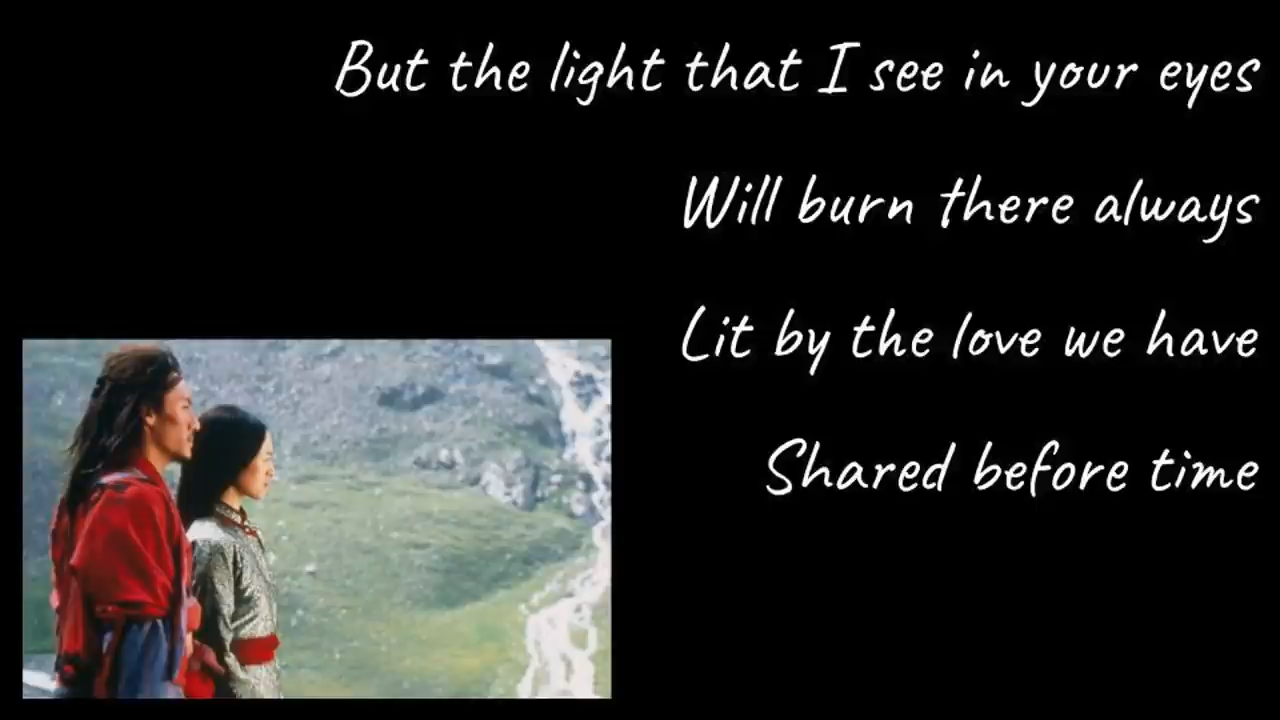 But the light that I see in your eyes
Will burn there always
Lit by the love we have
Shared before time